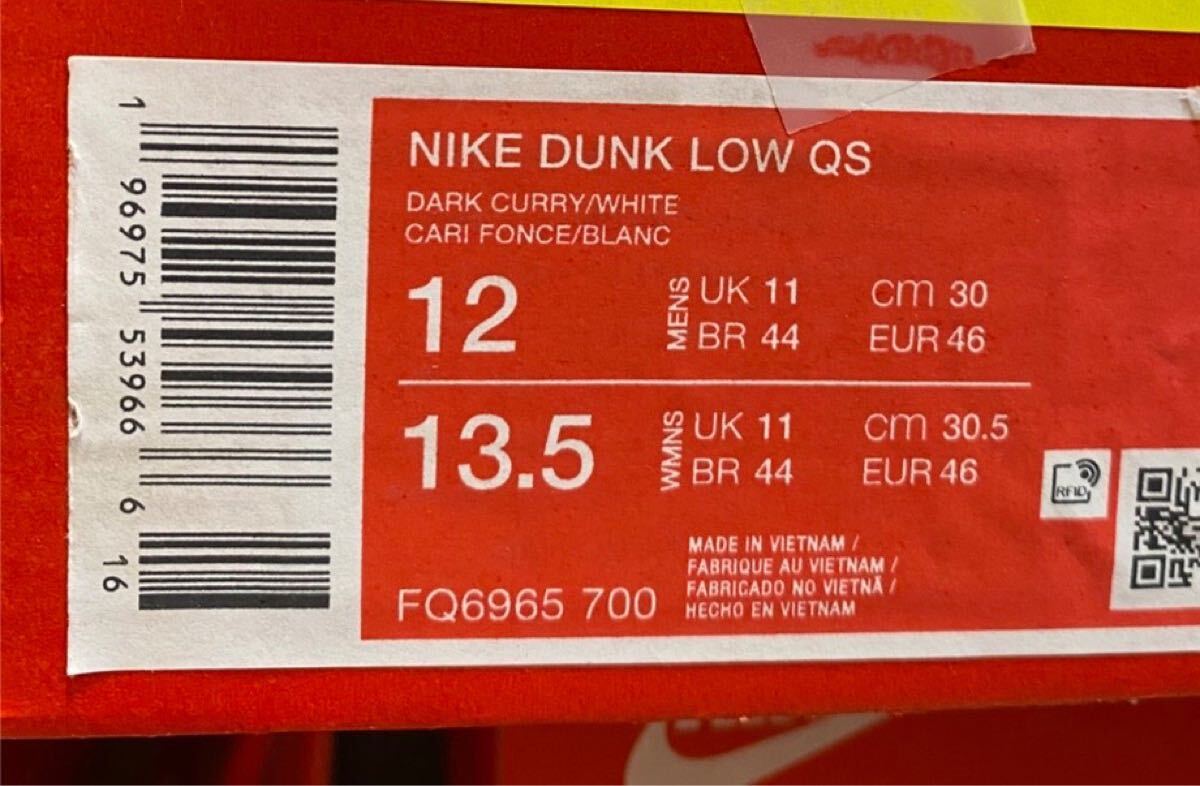 NIKE DUNK LOW QS
DARK CURRY/WHITE
CARI FONCE/BLANC
12
MENS
UK 11
cm 30
BR 44
EUR 46
13.5
WMNS
UK 11
cm 30.5
BR 44
EUR 46
RFID
FQ6965 700
MADE IN VIETNAM /
FABRIQUE AU VIETNAM /
FABRICADO NO VIETNÃ /
HECHO EN VIETNAM
1 96975 53966 6 16